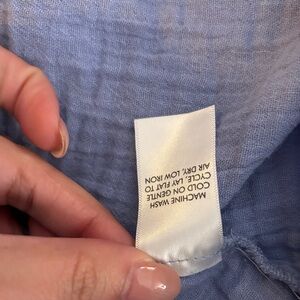 MACHINE WASH
COLD ON GENTLE
CYCLE, LAY FLAT TO
AIR DRY, LOW IRON